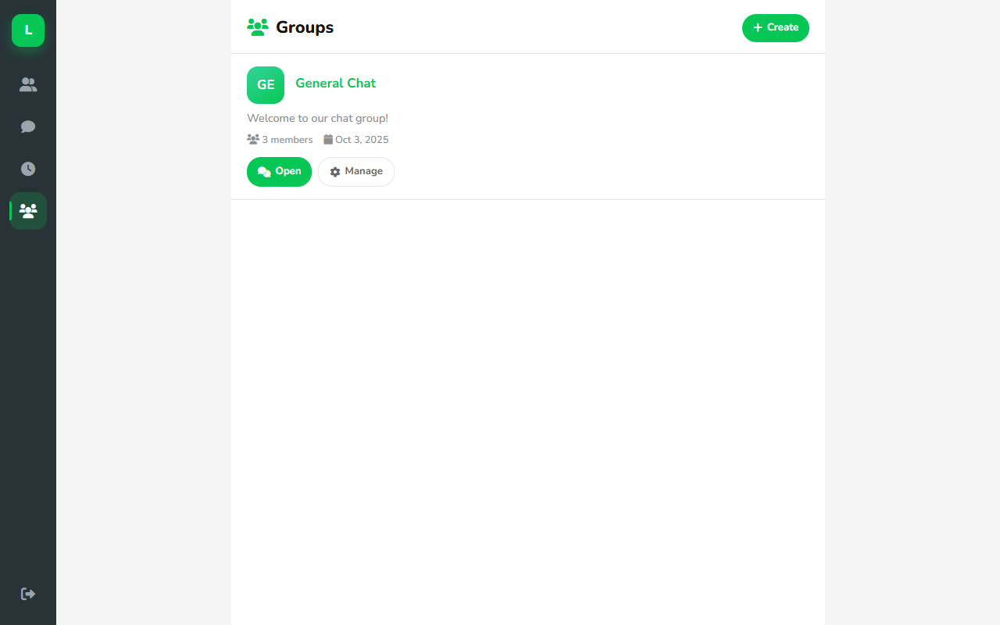 L
Groups
Create
GE
General Chat
Welcome to our chat group!
3 members Oct 3, 2025
Open Manage